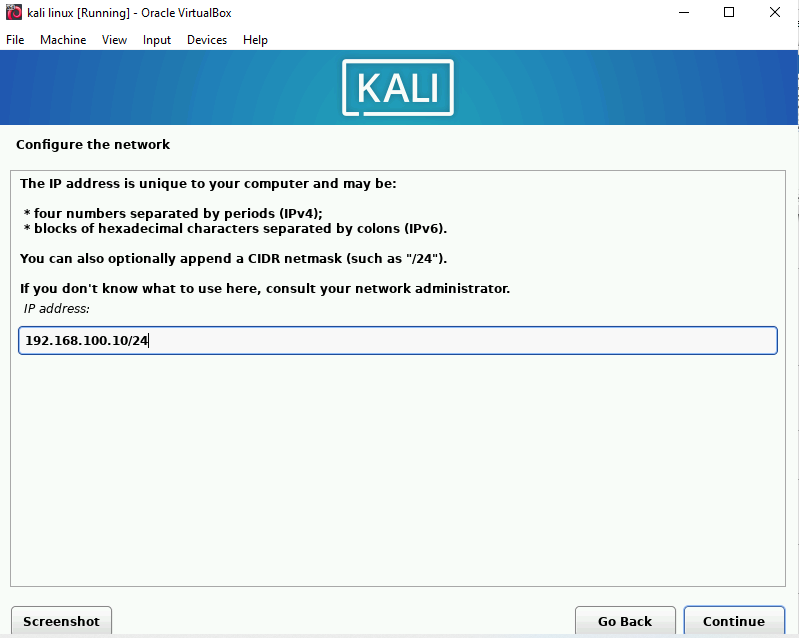 kali linux [Running] - Oracle VirtualBox
File Machine View Input Devices Help
KALI
Configure the network
The IP address is unique to your computer and may be:
* four numbers separated by periods (IPv4);
* blocks of hexadecimal characters separated by colons (IPv6).
You can also optionally append a CIDR netmask (such as "/24").
If you don't know what to use here, consult your network administrator.
IP address:
192.168.100.10/24
Screenshot Go Back Continue